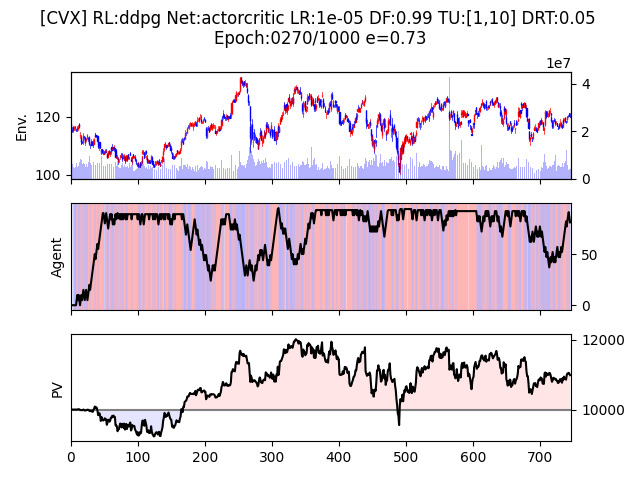 [CVX] RL:ddpg Net:actorcritic LR:1e-05 DF:0.99 TU:[1,10] DRT:0.05
Epoch:0270/1000 e=0.73
1e7
Env.
120
100
4
2
0
Agent
50
0
PV
12000
10000
0 100 200 300 400 500 600 700